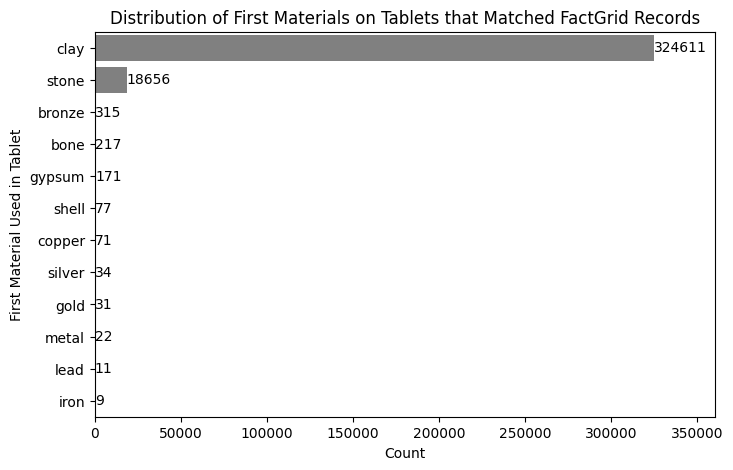 Distribution of First Materials on Tablets that Matched FactGrid Records
First Material Used in Tablet
clay 324611
stone 18656
bronze 315
bone 217
gypsum 171
shell 77
copper 71
silver 34
gold 31
metal 22
lead 11
iron 9
0 50000 100000 150000 200000 250000 300000 350000
Count